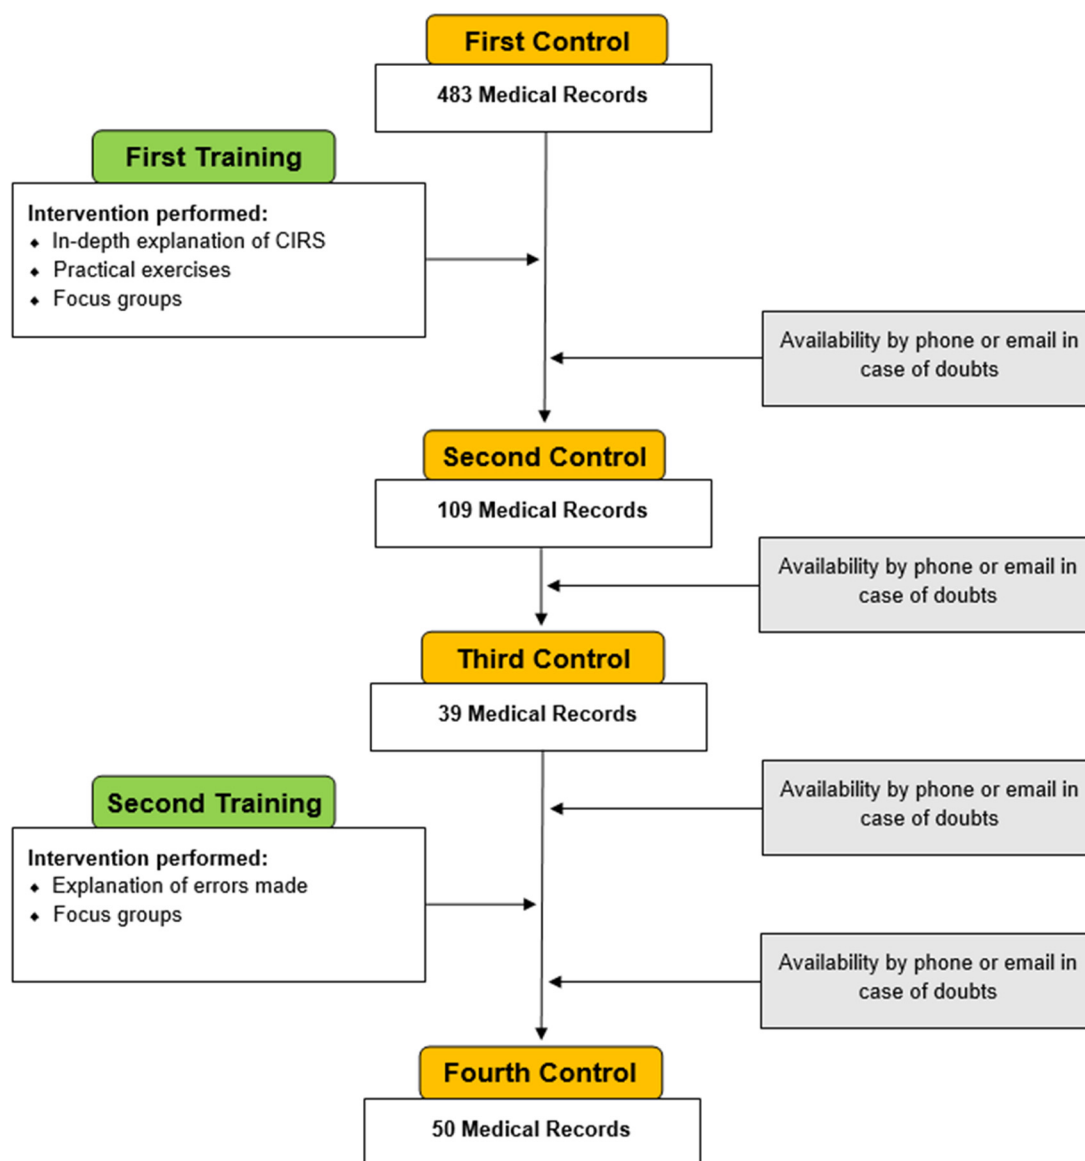 First Control
483 Medical Records
First Training
Intervention performed:
⬥ In-depth explanation of CIRS
⬥ Practical exercises
⬥ Focus groups
Availability by phone or email in
case of doubts
Second Control
109 Medical Records
Availability by phone or email in
case of doubts
Third Control
39 Medical Records
Availability by phone or email in
case of doubts
Second Training
Intervention performed:
⬥ Explanation of errors made
⬥ Focus groups
Availability by phone or email in
case of doubts
Fourth Control
50 Medical Records